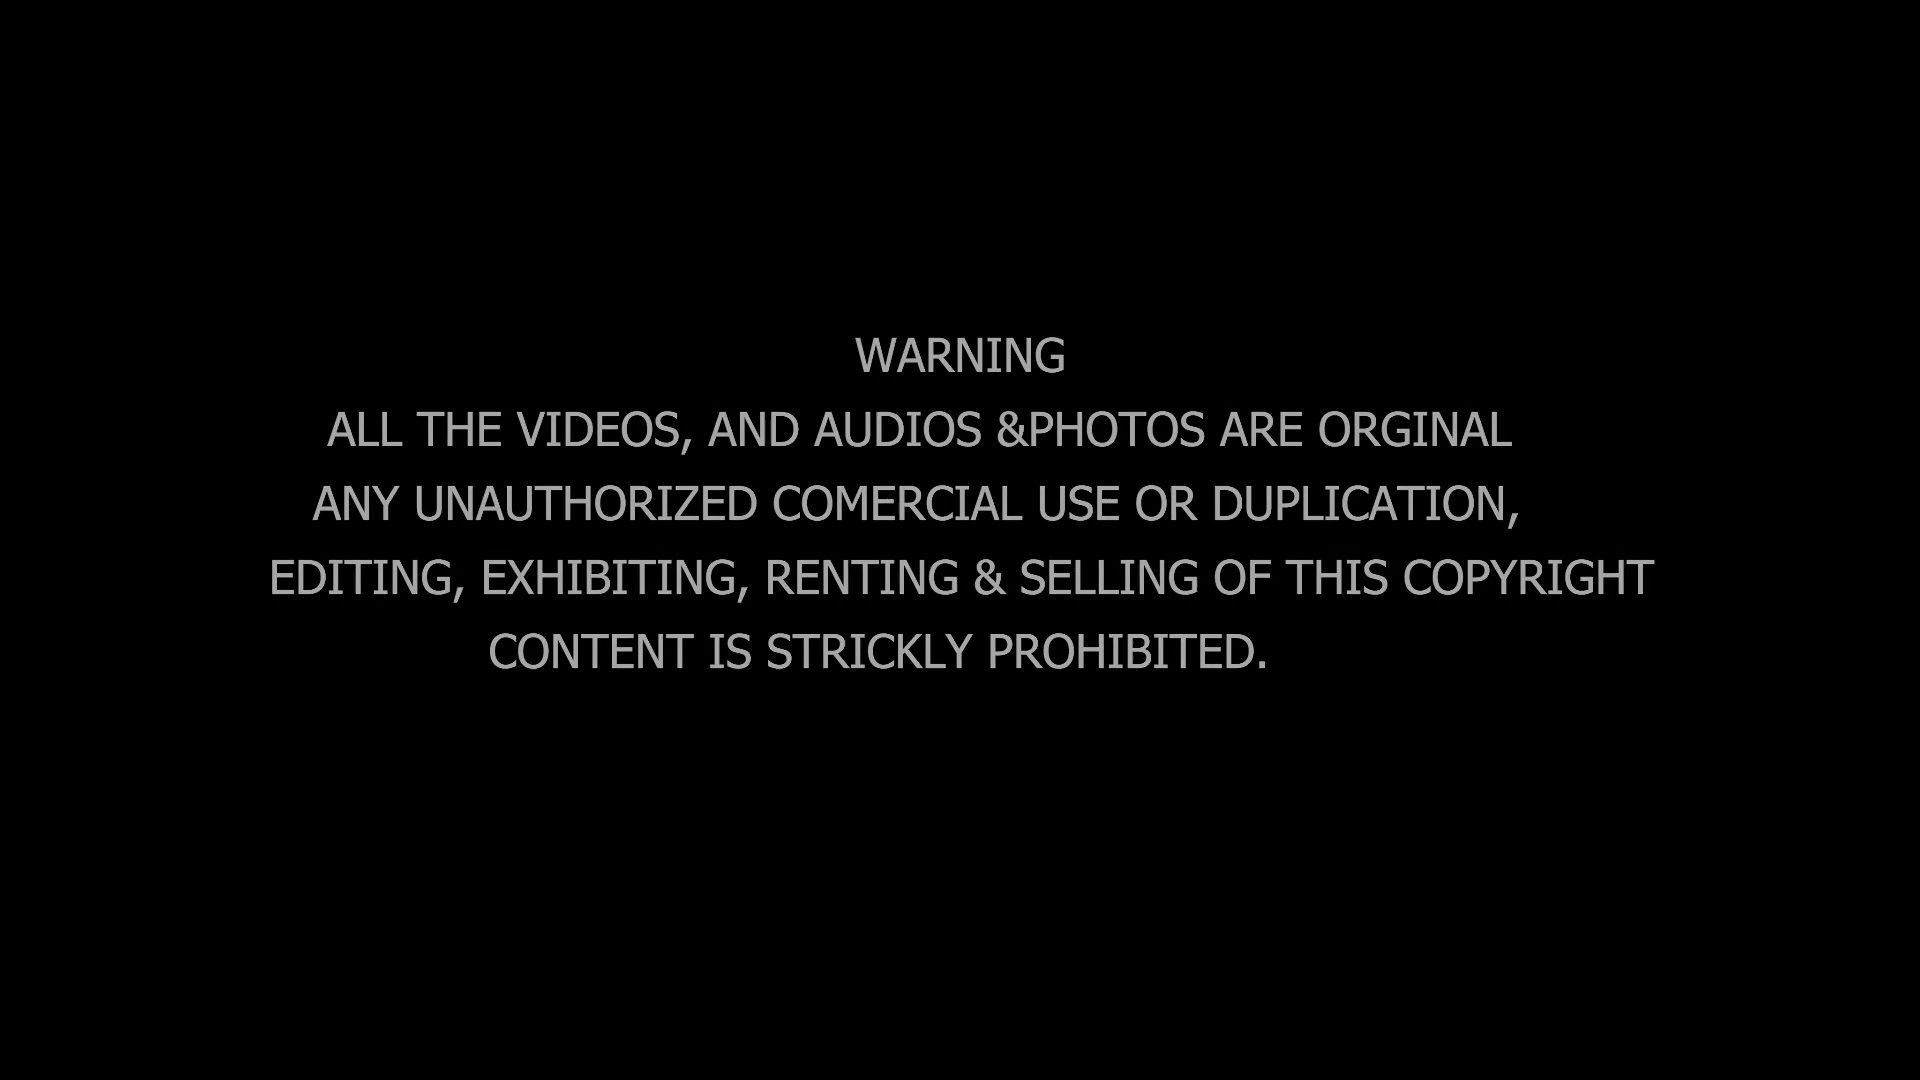 WARNING
ALL THE VIDEOS, AND AUDIOS &PHOTOS ARE ORGINAL
ANY UNAUTHORIZED COMERCIAL USE OR DUPLICATION,
EDITING, EXHIBITING, RENTING & SELLING OF THIS COPYRIGHT
CONTENT IS STRICKLY PROHIBITED.